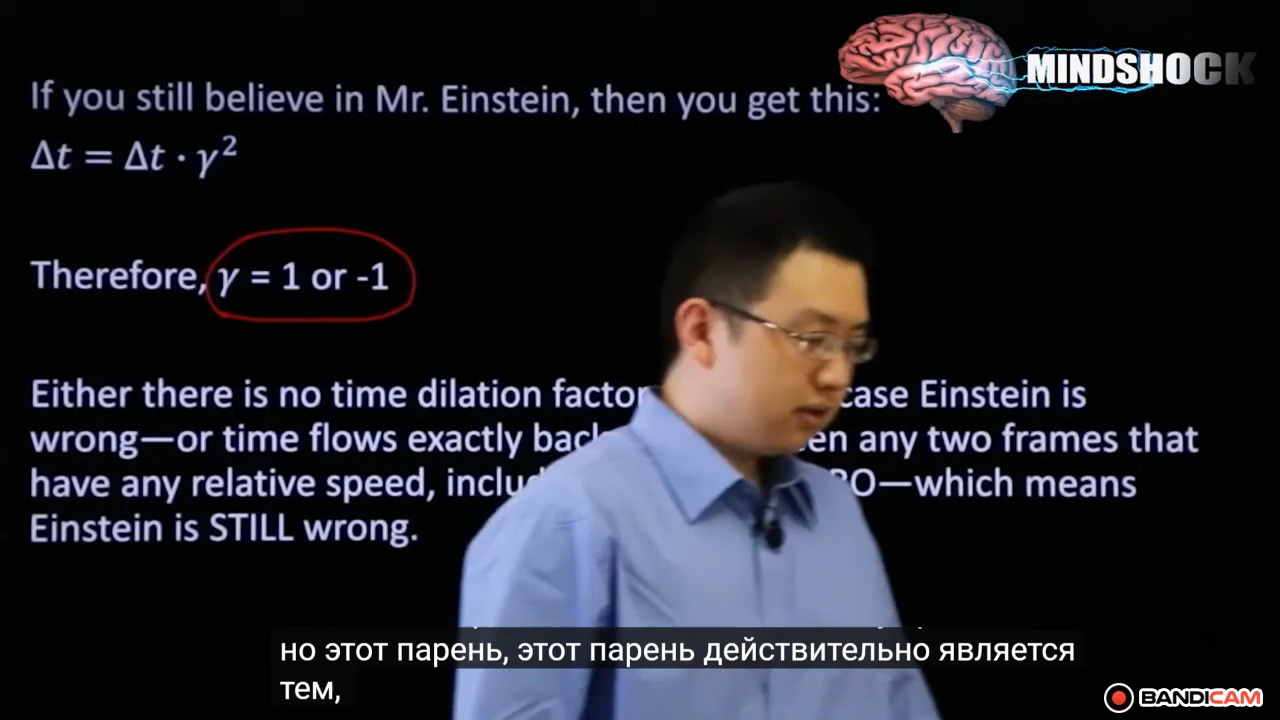 MINDSHOCK
If you still believe in Mr. Einstein, then you get this:
Δt = Δt · γ²
Therefore, γ = 1 or -1
Either there is no time dilation factor case Einstein is
wrong—or time flows exactly back en any two frames that
have any relative speed, inclu O—which means
Einstein is STILL wrong.
но этот парень, этот парень действительно является
тем,
BANDICAM